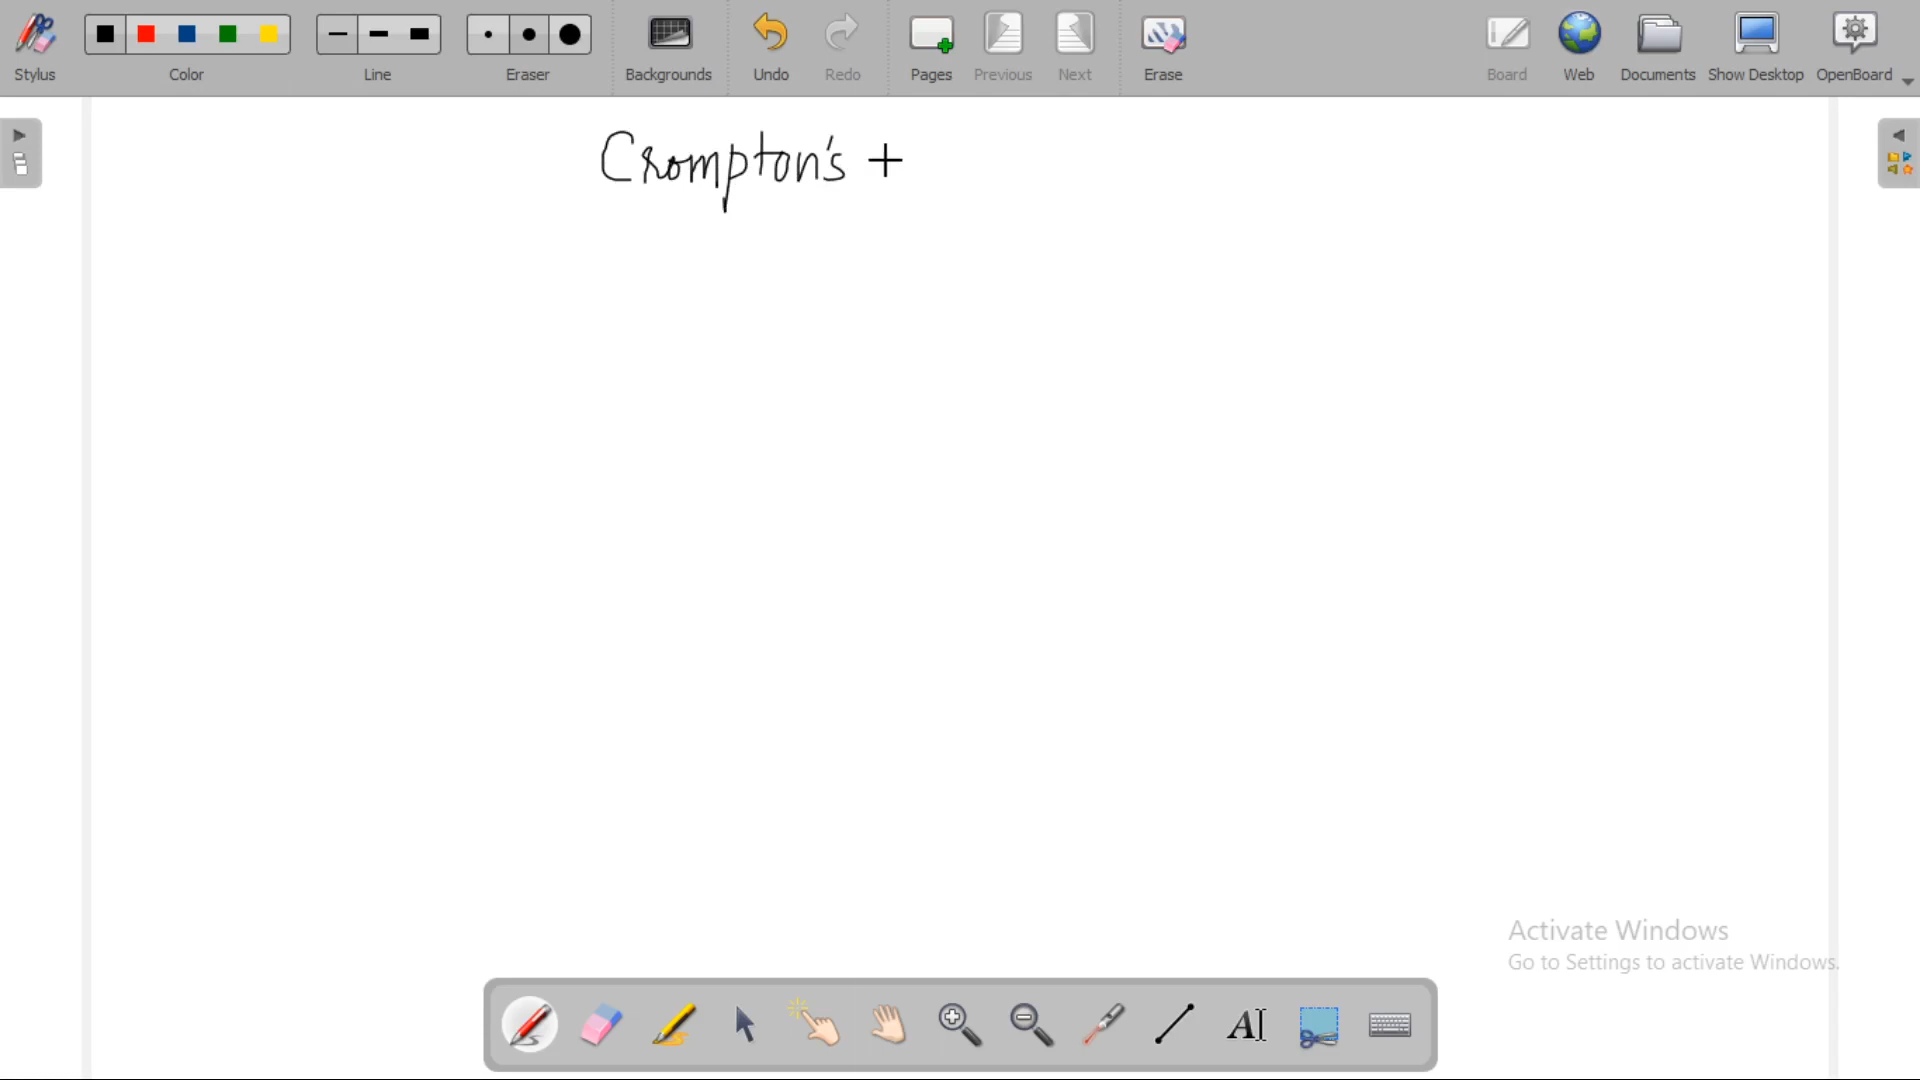 Stylus Color Line Eraser Backgrounds Undo Redo Pages Previous Next Erase Board Web Documents Show Desktop OpenBoard
Crompton's +
Activate Windows
Go to Settings to activate Windows.
AI